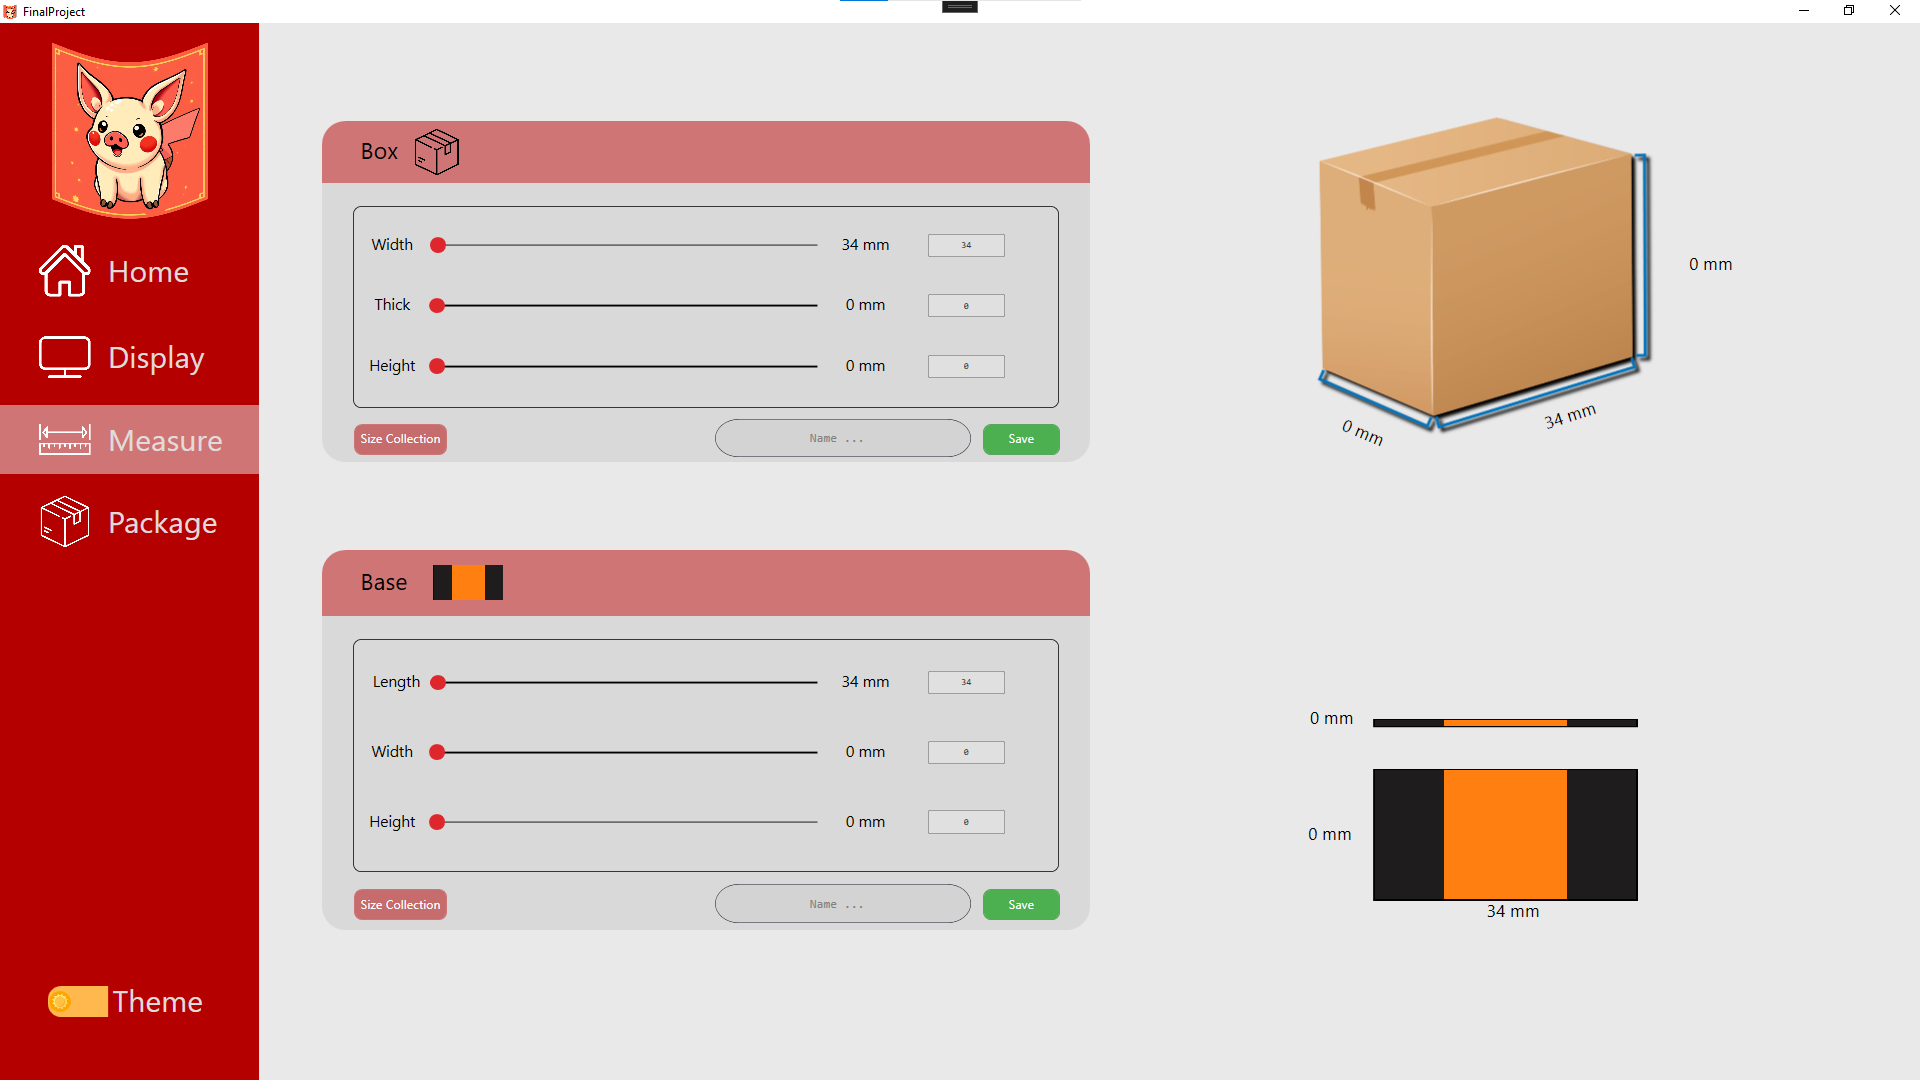 FinalProject
Home
Display
Measure
Package
Theme
Box
Width 34 mm 34
Thick 0 mm 0
Height 0 mm 0
Size Collection Name ... Save
0 mm
0 mm
34 mm
Base
Length 34 mm 34
Width 0 mm 0
Height 0 mm 0
Size Collection Name ... Save
0 mm
0 mm
34 mm